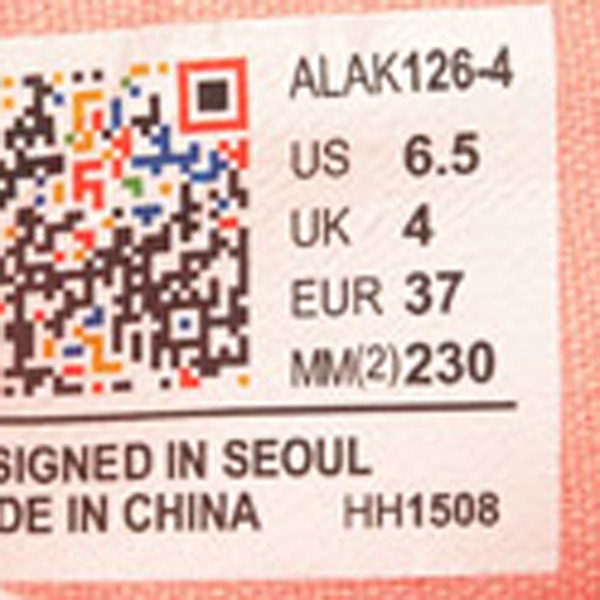 ALAK126-4
US 6.5
UK 4
EUR 37
MM(2)230
SIGNED IN SEOUL
DE IN CHINA HH1508